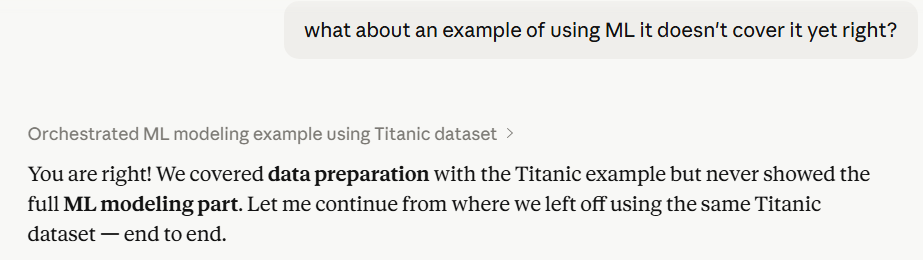 what about an example of using ML it doesn't cover it yet right?
Orchestrated ML modeling example using Titanic dataset >
You are right! We covered data preparation with the Titanic example but never showed the
full ML modeling part. Let me continue from where we left off using the same Titanic
dataset — end to end.